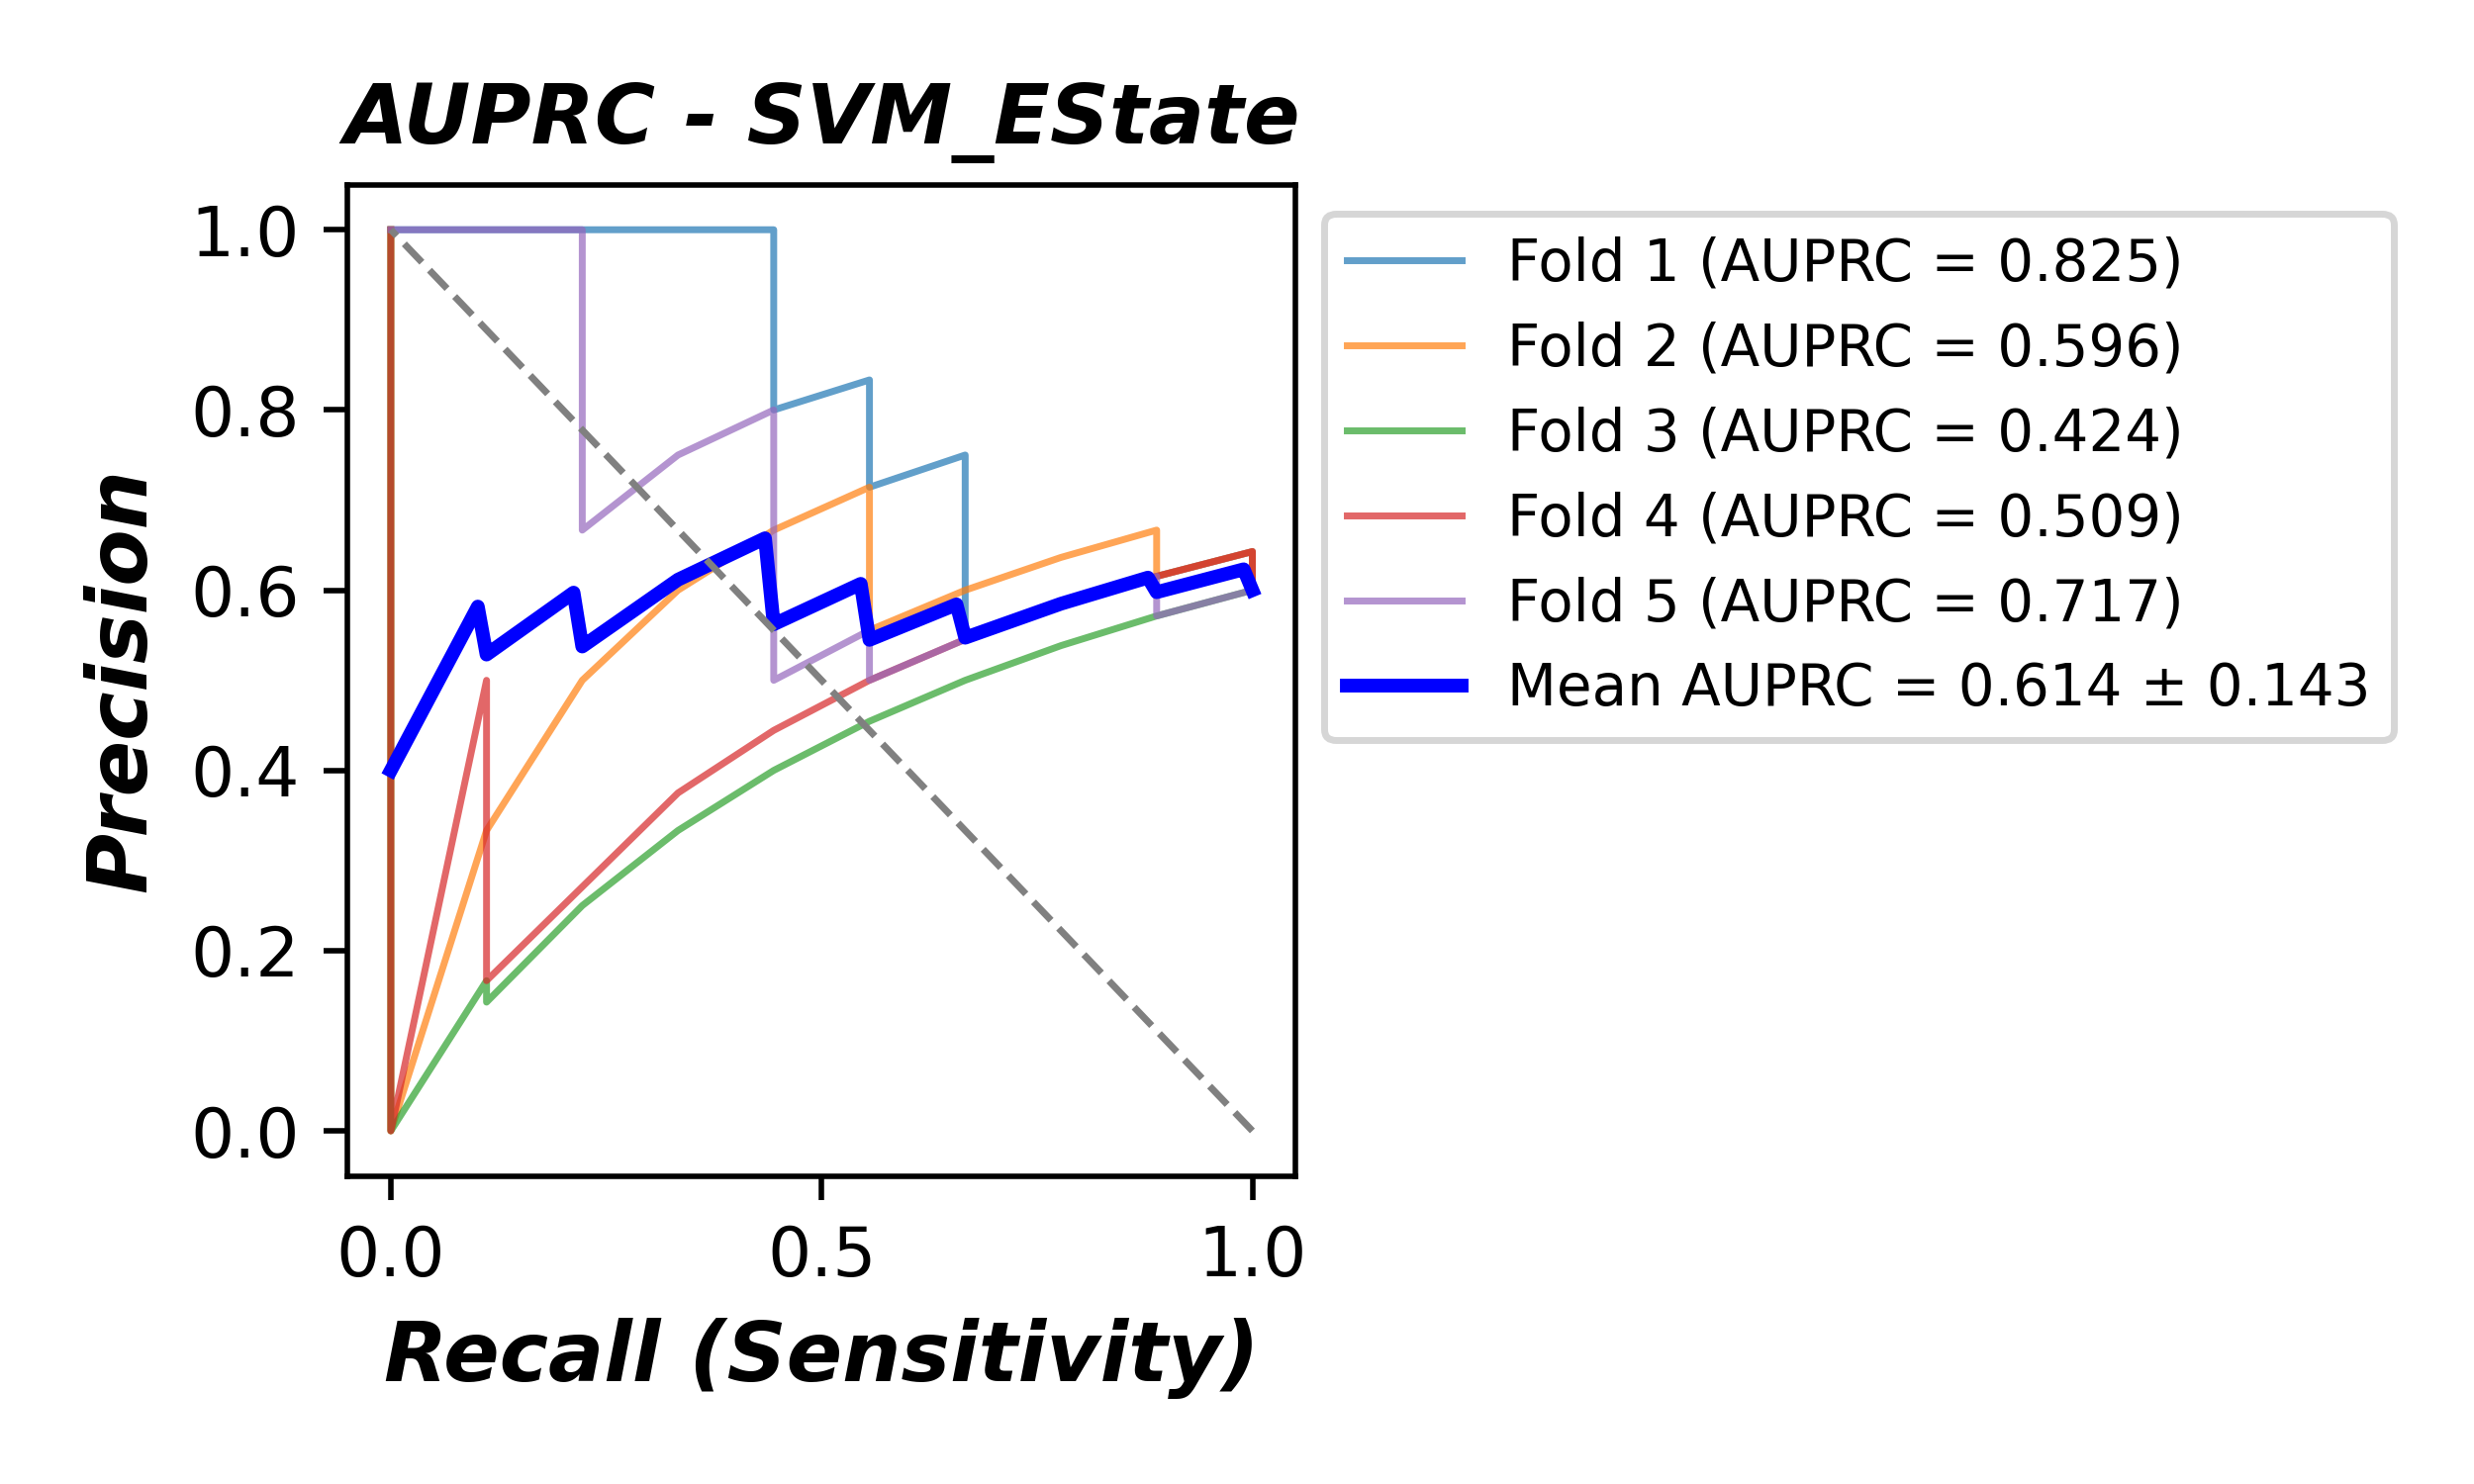 AUPRC - SVM_EState
Precision
1.0
0.8
0.6
0.4
0.2
0.0
0.0 0.5 1.0
Recall (Sensitivity)
Fold 1 (AUPRC = 0.825)
Fold 2 (AUPRC = 0.596)
Fold 3 (AUPRC = 0.424)
Fold 4 (AUPRC = 0.509)
Fold 5 (AUPRC = 0.717)
Mean AUPRC = 0.614 ± 0.143